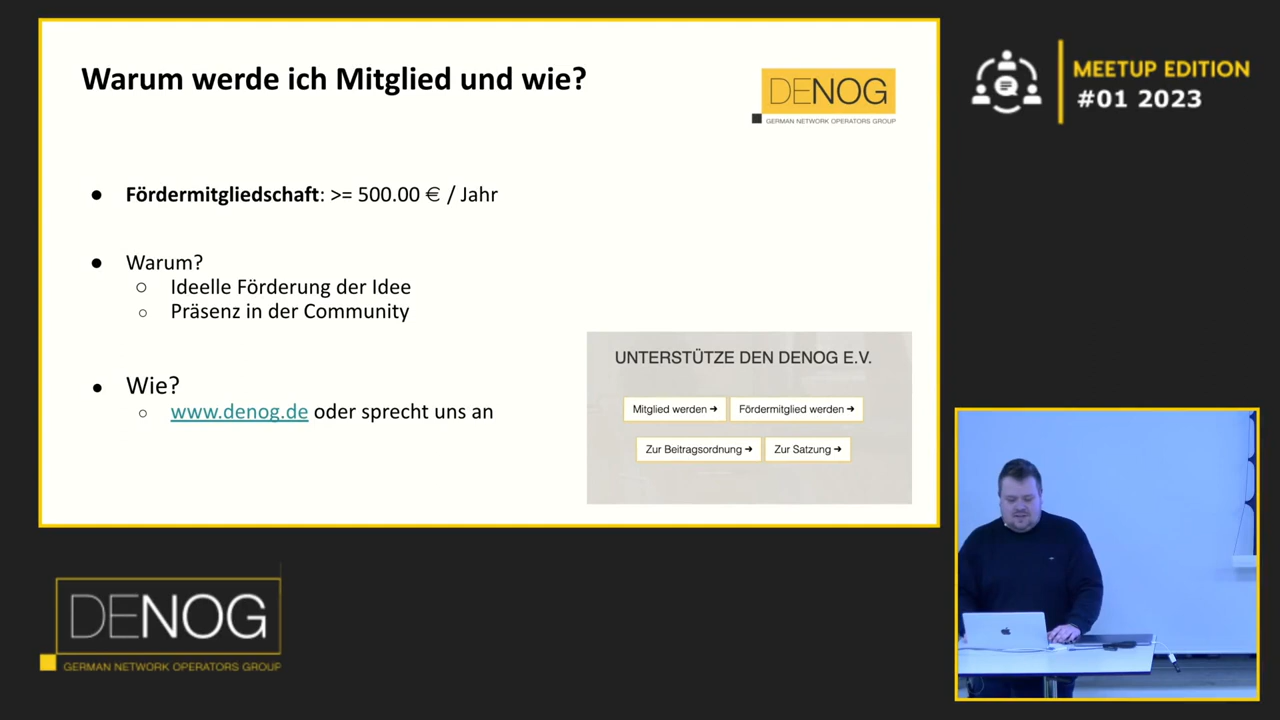 Warum werde ich Mitglied und wie?
DENOG
GERMAN NETWORK OPERATORS GROUP
MEETUP EDITION
#01 2023
● Fördermitgliedschaft: >= 500.00 € / Jahr
● Warum?
○ Ideelle Förderung der Idee
○ Präsenz in der Community
● Wie?
○ www.denog.de oder sprecht uns an
UNTERSTÜTZE DEN DENOG E.V.
Mitglied werden ➜ Fördermitglied werden ➜
Zur Beitragsordnung ➜ Zur Satzung ➜
DENOG
GERMAN NETWORK OPERATORS GROUP